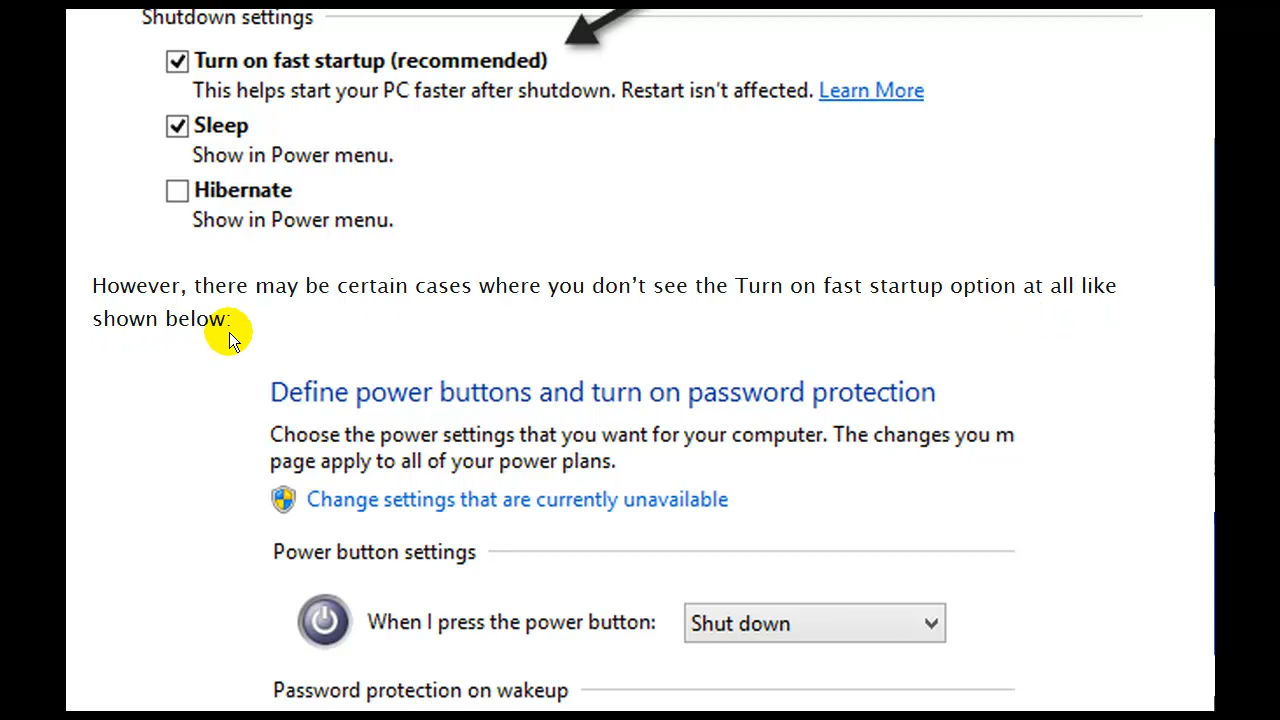 Shutdown settings
Turn on fast startup (recommended)
This helps start your PC faster after shutdown. Restart isn't affected. Learn More
Sleep
Show in Power menu.
Hibernate
Show in Power menu.
However, there may be certain cases where you don’t see the Turn on fast startup option at all like
shown below:
Define power buttons and turn on password protection
Choose the power settings that you want for your computer. The changes you m
page apply to all of your power plans.
Change settings that are currently unavailable
Power button settings
When I press the power button: Shut down
Password protection on wakeup